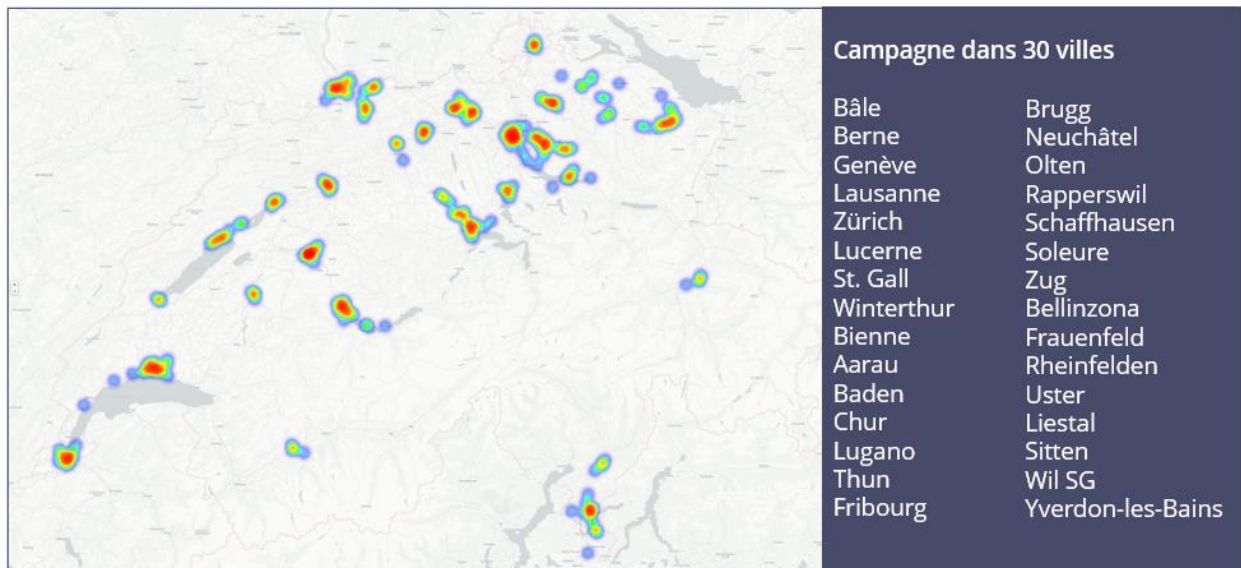 Campagne dans 30 villes
Bâle
Berne
Genève
Lausanne
Zürich
Lucerne
St. Gall
Winterthur
Bienne
Aarau
Baden
Chur
Lugano
Thun
Fribourg
Brugg
Neuchâtel
Olten
Rapperswil
Schaffhausen
Soleure
Zug
Bellinzona
Frauenfeld
Rheinfelden
Uster
Liestal
Sitten
Wil SG
Yverdon-les-Bains